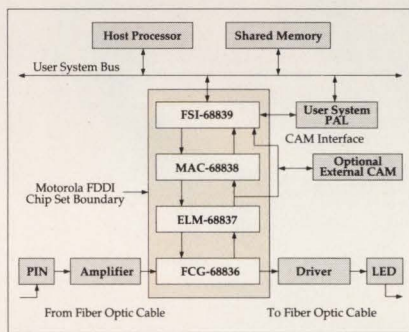 Host Processor
Shared Memory
User System Bus
FSI-68839
User System
PAL
CAM Interface
MAC-68838
Optional
External CAM
Motorola FDDI
Chip Set Boundary
ELM-68837
PIN
Amplifier
FCG-68836
Driver
LED
From Fiber Optic Cable
To Fiber Optic Cable